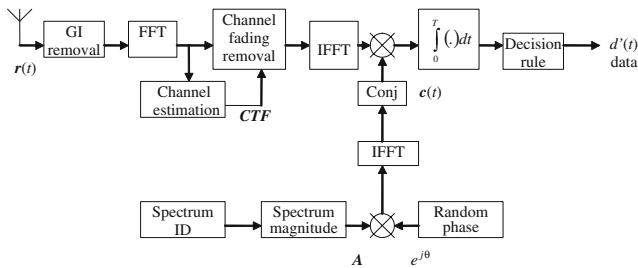 r(t)
GI
removal
FFT
Channel
fading
removal
IFFT
T
∫(.)dt
0
Decision
rule
d'(t)
data
Channel
estimation
CTF
Conj
c(t)
IFFT
Spectrum
ID
Spectrum
magnitude
Random
phase
A
e^{jθ}